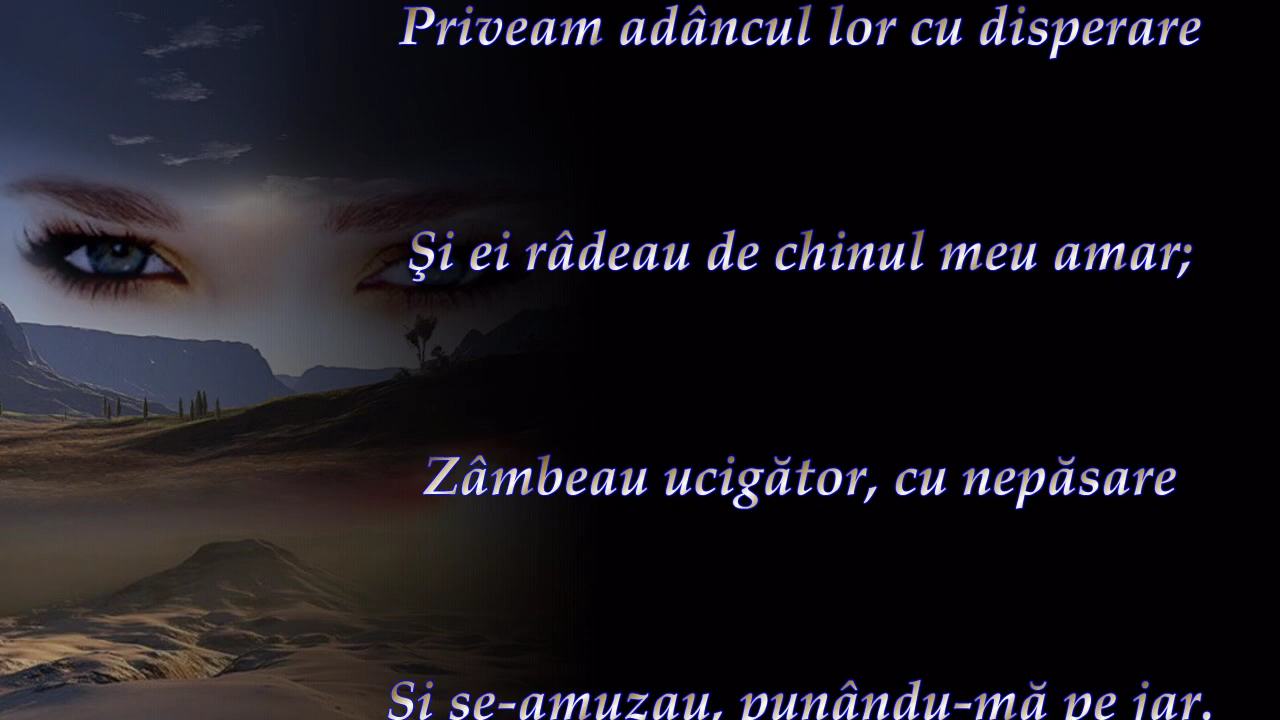 Priveam adâncul lor cu disperare
Şi ei râdeau de chinul meu amar;
Zâmbeau ucigător, cu nepăsare
Şi se-amuzau, punându-mă pe jar.